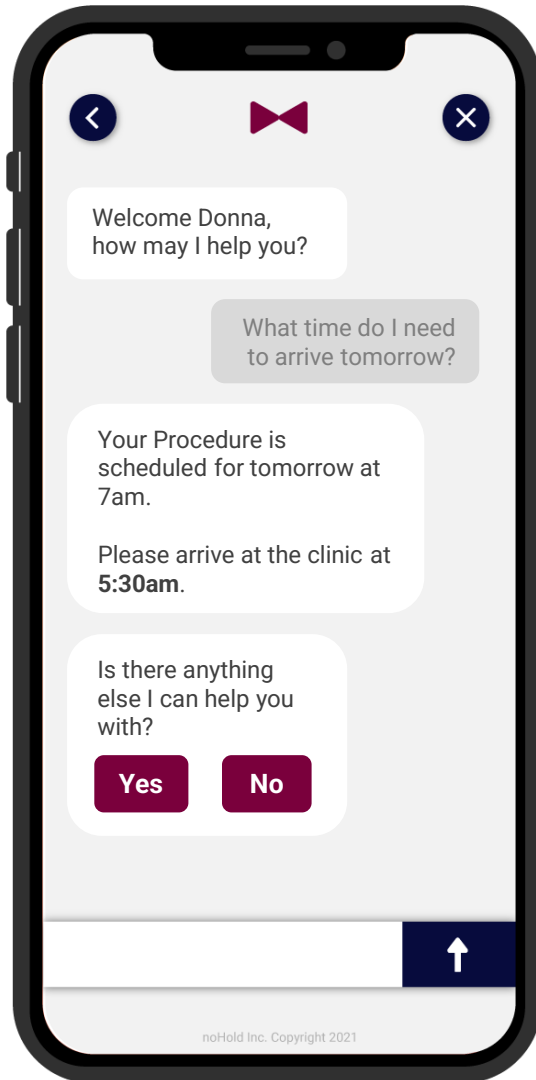 Welcome Donna,
how may I help you?
What time do I need
to arrive tomorrow?
Your Procedure is
scheduled for tomorrow at
7am.
Please arrive at the clinic at
5:30am.
Is there anything
else I can help you
with?
Yes No
noHold Inc. Copyright 2021